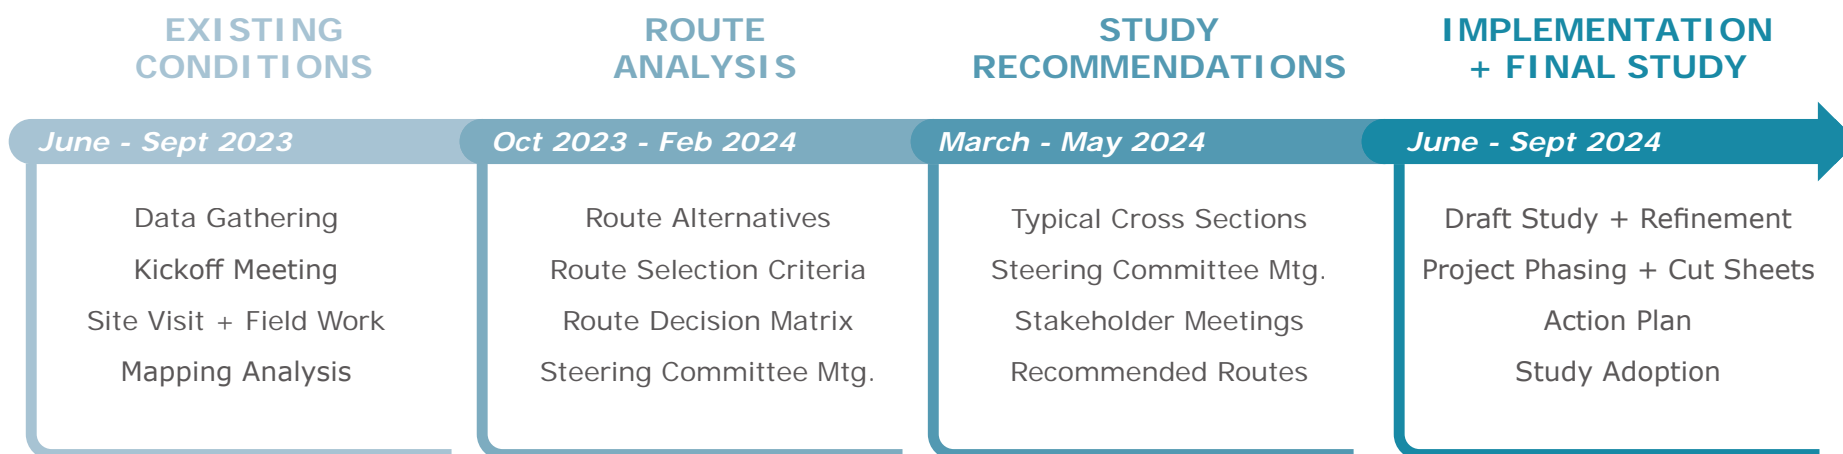 EXISTING
CONDITIONS
June - Sept 2023
Data Gathering
Kickoff Meeting
Site Visit + Field Work
Mapping Analysis
ROUTE
ANALYSIS
Oct 2023 - Feb 2024
Route Alternatives
Route Selection Criteria
Route Decision Matrix
Steering Committee Mtg.
STUDY
RECOMMENDATIONS
March - May 2024
Typical Cross Sections
Steering Committee Mtg.
Stakeholder Meetings
Recommended Routes
IMPLEMENTATION
+ FINAL STUDY
June - Sept 2024
Draft Study + Refinement
Project Phasing + Cut Sheets
Action Plan
Study Adoption